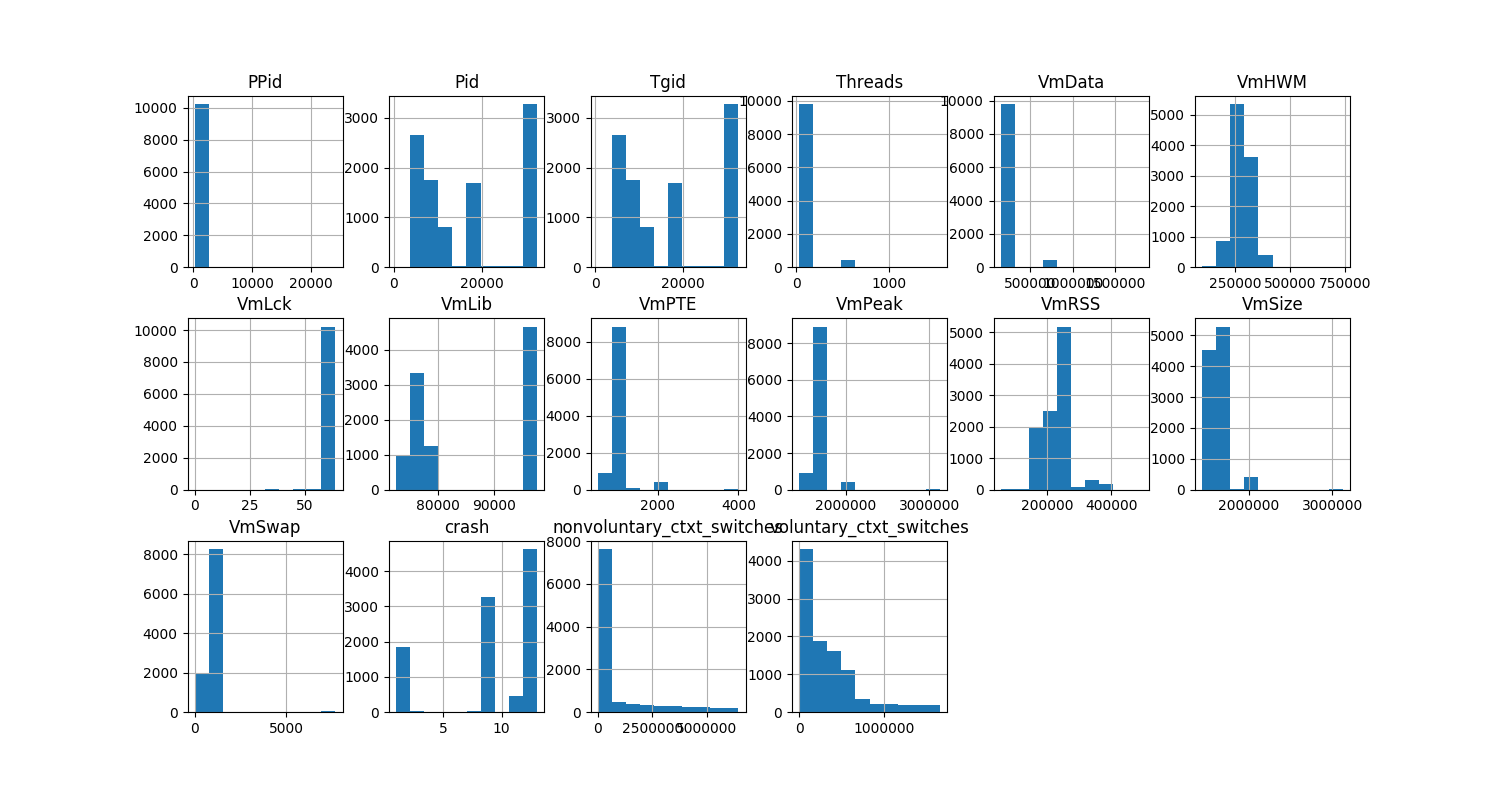 PPid Pid Tgid Threads VmData VmHWM
10000 8000 6000 4000 2000 0
0 10000 20000
3000 2000 1000 0
0 20000
3000 2000 1000 0
0 20000
10000 8000 6000 4000 2000 0
0 1000
10000 8000 6000 4000 2000 0
500000 1000000 1500000
5000 4000 3000 2000 1000 0
250000 500000 750000
VmLck VmLib VmPTE VmPeak VmRSS VmSize
10000 8000 6000 4000 2000 0
0 25 50
4000 3000 2000 1000 0
80000 90000
8000 6000 4000 2000 0
2000 4000
8000 6000 4000 2000 0
2000000 3000000
5000 4000 3000 2000 1000 0
200000 400000
5000 4000 3000 2000 1000 0
2000000 3000000
VmSwap crash nonvoluntary_ctxt_switches voluntary_ctxt_switches
8000 6000 4000 2000 0
0 5000
4000 3000 2000 1000 0
5 10
8000 6000 4000 2000 0
0 2500000 5000000
4000 3000 2000 1000 0
0 1000000